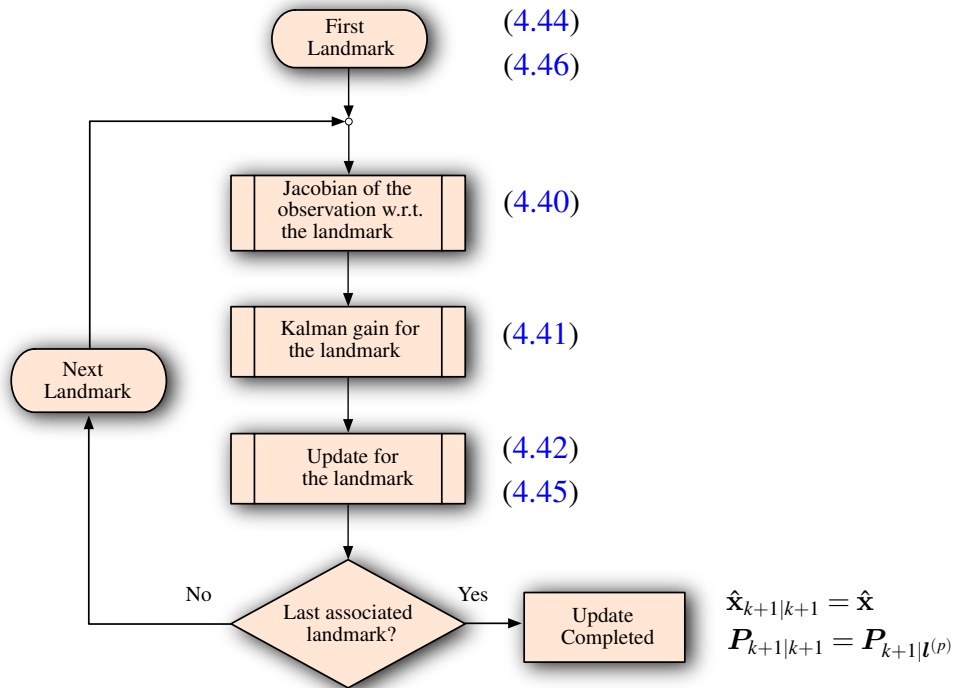 First
Landmark
(4.44)
(4.46)
Jacobian of the
observation w.r.t.
the landmark
(4.40)
Kalman gain for
the landmark
(4.41)
Next
Landmark
Update for
the landmark
(4.42)
(4.45)
No
Last associated
landmark?
Yes
Update
Completed
x̂ₖ₊₁|ₖ₊₁ = x̂
Pₖ₊₁|ₖ₊₁ = Pₖ₊₁|l⁽ᵖ⁾